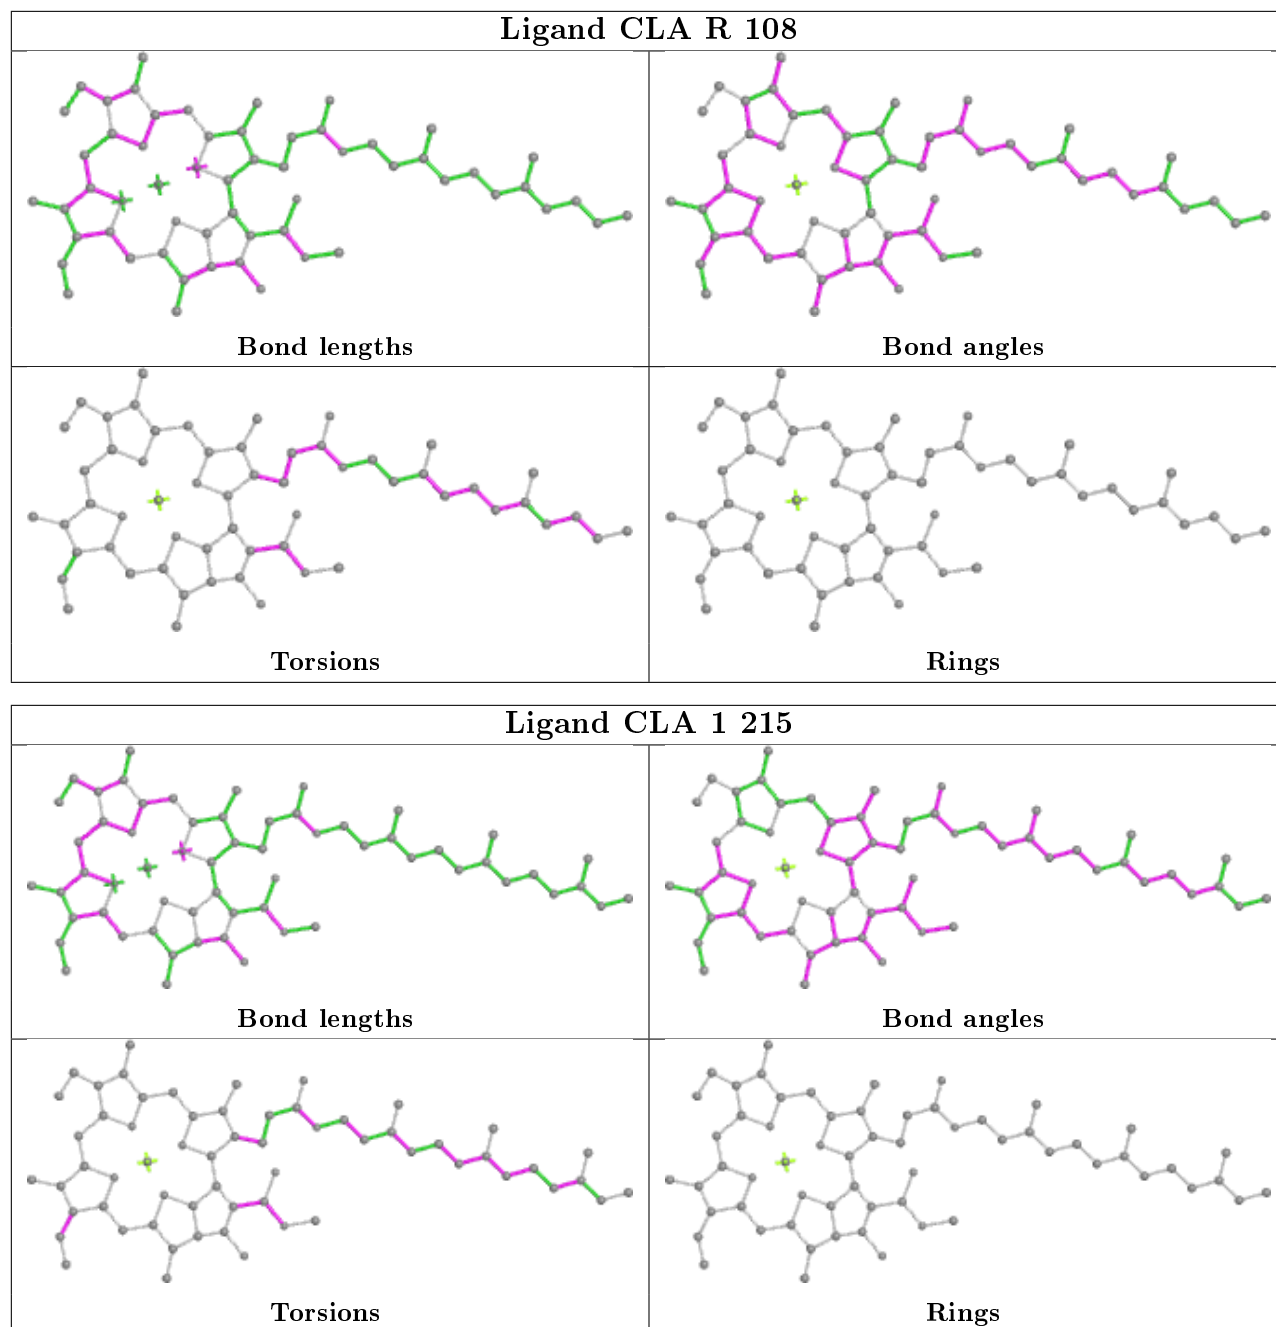 Ligand CLA R 108
Bond lengths
Bond angles
Torsions
Rings
Ligand CLA 1 215
Bond lengths
Bond angles
Torsions
Rings